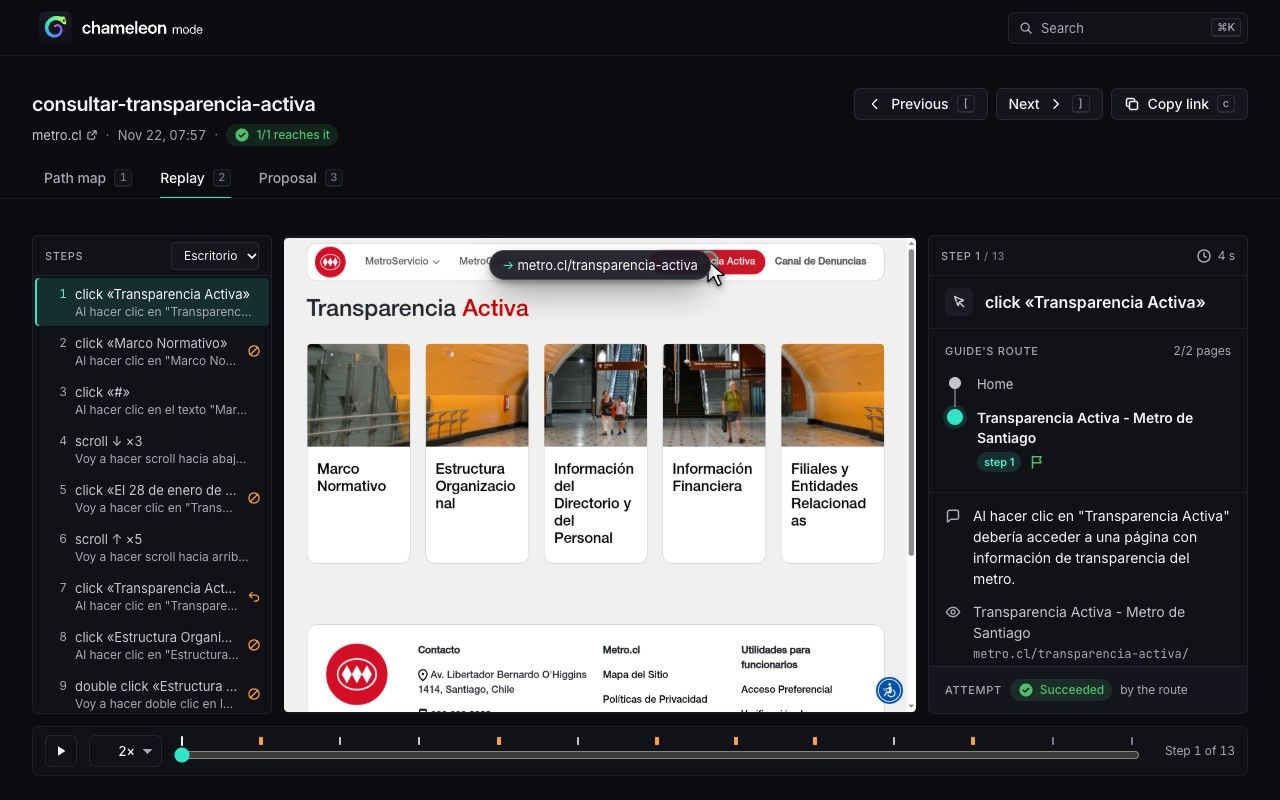 chameleon mode
Search
⌘K
consultar-transparencia-activa
metro.cl · Nov 22, 07:57 · 1/1 reaches it
Previous [
Next ]
Copy link c
Path map 1
Replay 2
Proposal 3
STEPS
Escritorio
1 click «Transparencia Activa»
Al hacer clic en "Transparenc...
2 click «Marco Normativo»
Al hacer clic en "Marco No...
3 click «#»
Al hacer clic en el texto "Mar...
4 scroll ↓ ×3
Voy a hacer scroll hacia abaj...
5 click «El 28 de enero de ...
Voy a hacer clic en "Trans...
6 scroll ↑ ×5
Voy a hacer scroll hacia arrib...
7 click «Transparencia Act...
Al hacer clic en "Transpare...
8 click «Estructura Organi...
Al hacer clic en "Estructura...
9 double click «Estructura ...
Voy a hacer doble clic en l...
MetroServicio
→ metro.cl/transparencia-activa
Activa
Canal de Denuncias
Transparencia Activa
Marco
Normativo
Estructura
Organizacio
nal
Información
del
Directorio y
del
Personal
Información
Financiera
Filiales y
Entidades
Relacionad
as
Contacto
Av. Libertador Bernardo O'Higgins
1414, Santiago, Chile
Metro.cl
Mapa del Sitio
Políticas de Privacidad
Utilidades para
funcionarios
Acceso Preferencial
STEP 1 / 13
4 s
click «Transparencia Activa»
GUIDE'S ROUTE
2/2 pages
Home
Transparencia Activa - Metro de
Santiago
step 1
Al hacer clic en "Transparencia Activa"
debería acceder a una página con
información de transparencia del
metro.
Transparencia Activa - Metro de
Santiago
metro.cl/transparencia-activa/
ATTEMPT Succeeded by the route
2×
Step 1 of 13